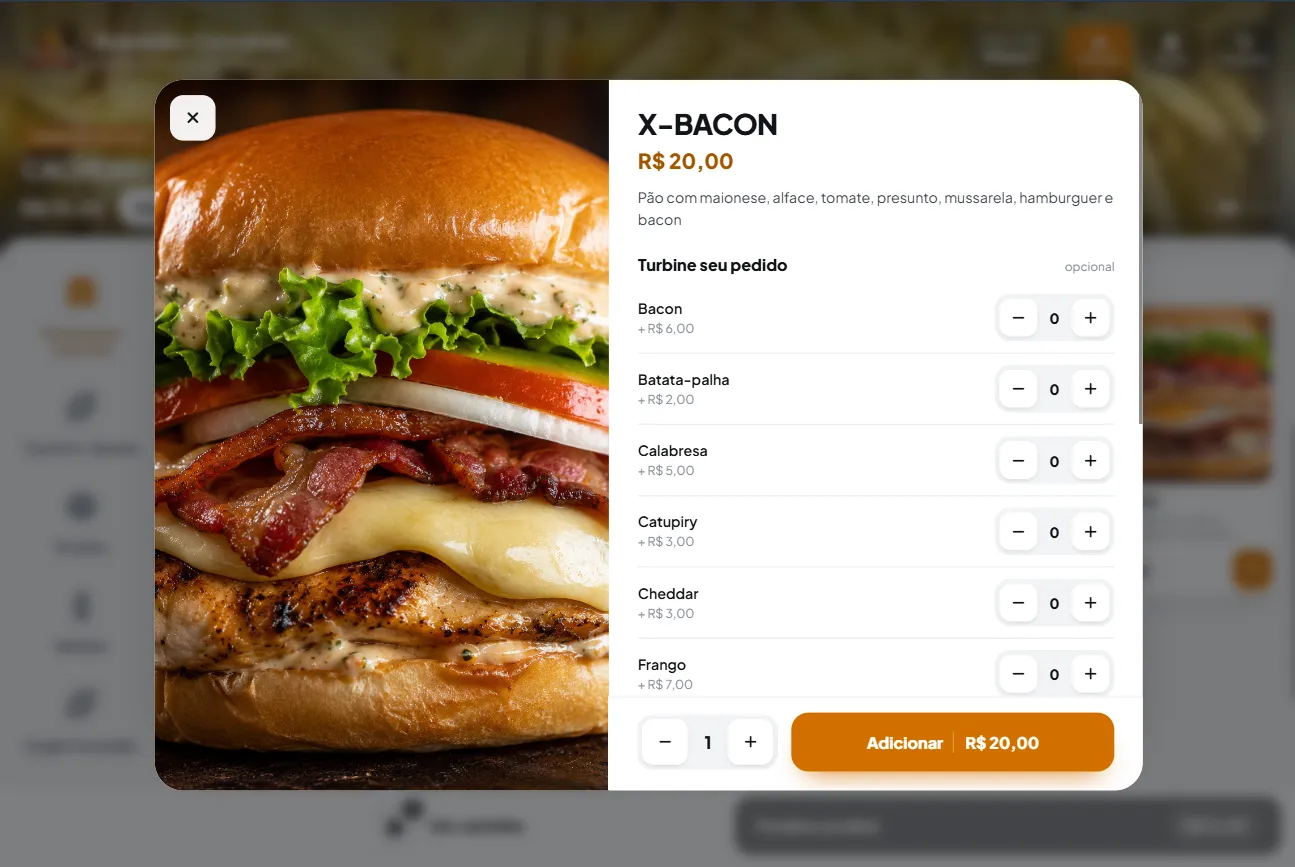 X-BACON
R$ 20,00
Pão com maionese, alface, tomate, presunto, mussarela, hamburguer e
bacon
Turbine seu pedido
opcional
Bacon
+ R$ 6,00
0
Batata-palha
+ R$ 2,00
0
Calabresa
+ R$ 5,00
0
Catupiry
+ R$ 3,00
0
Cheddar
+ R$ 3,00
0
Frango
+ R$ 7,00
0
1
Adicionar
R$ 20,00